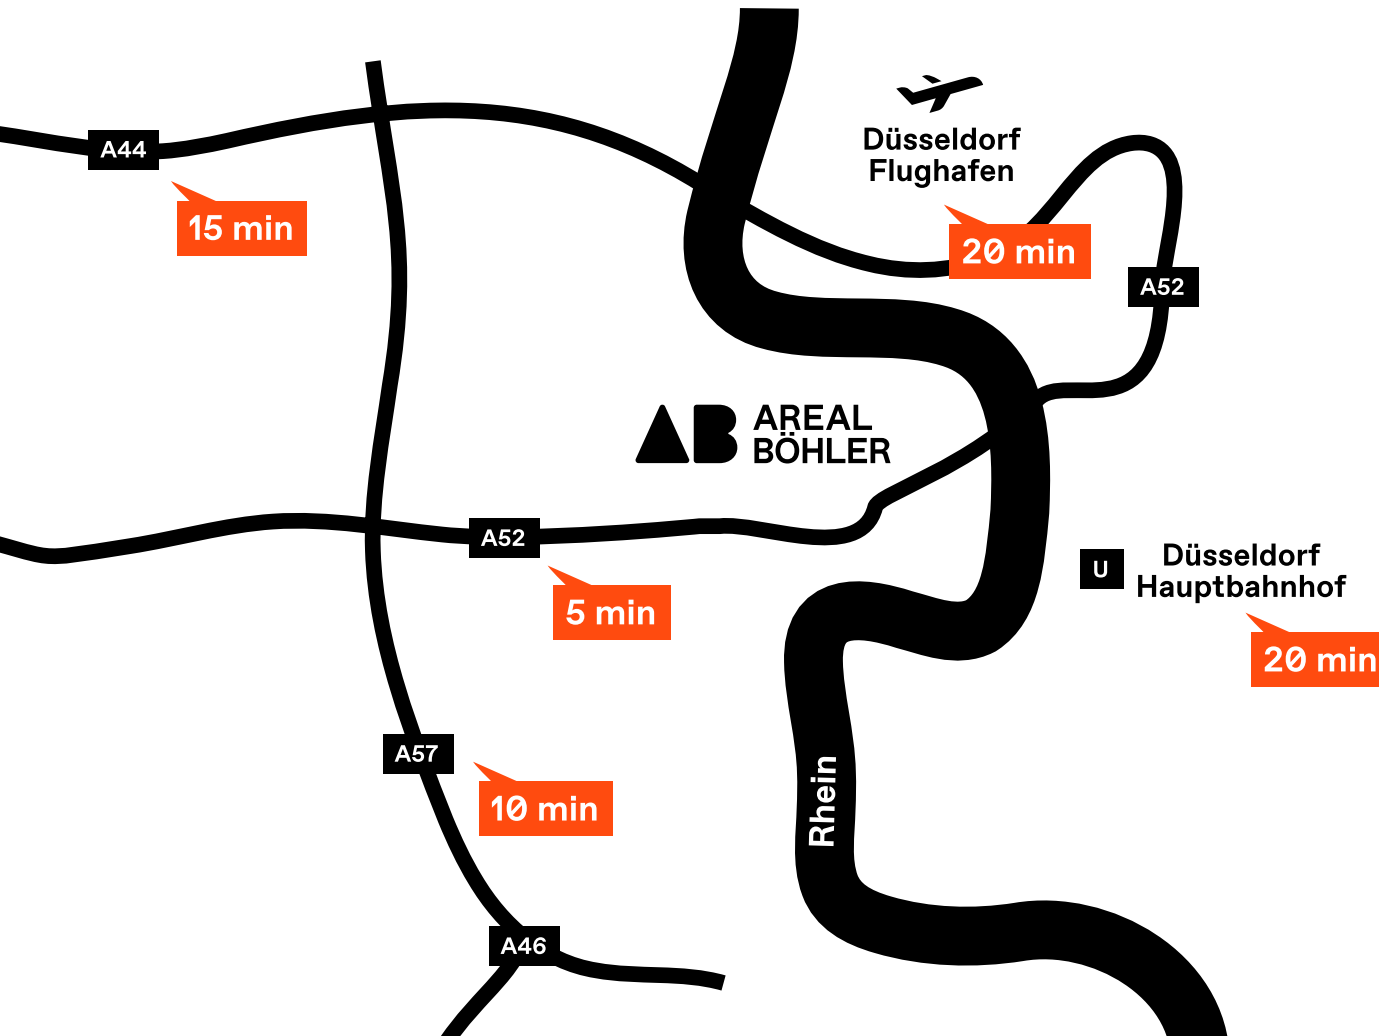 Düsseldorf
Flughafen
20 min
A44
15 min
A52
AREAL
BÖHLER
AB
A52
5 min
U
Düsseldorf
Hauptbahnhof
20 min
A57
10 min
Rhein
A46